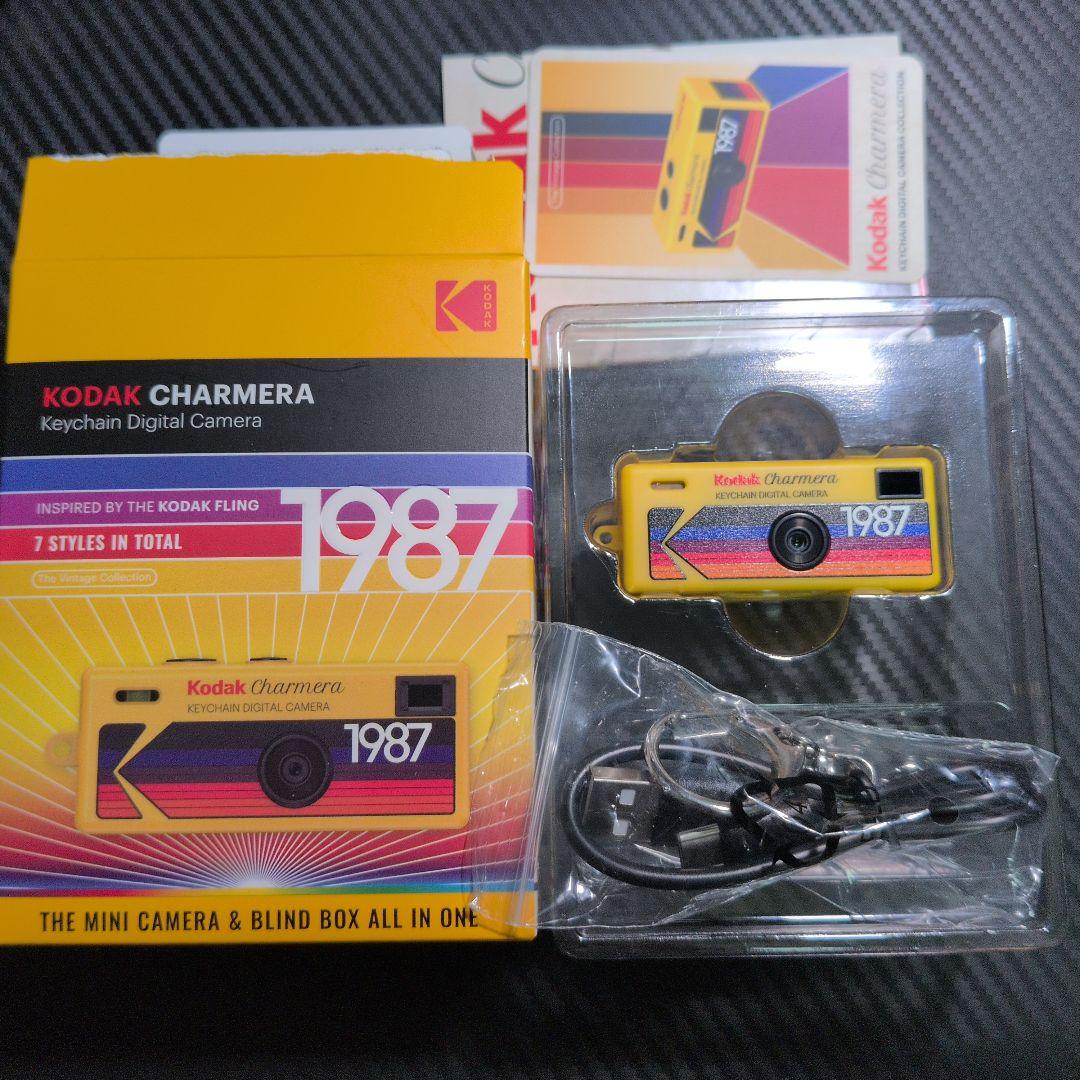 KODAK
KODAK CHARMERA
Keychain Digital Camera
INSPIRED BY THE KODAK FLING
7 STYLES IN TOTAL
1987
The Vintage Collection
Kodak Charmera
KEYCHAIN DIGITAL CAMERA
1987
THE MINI CAMERA & BLIND BOX ALL IN ONE
Kodak Charmera
KEYCHAIN DIGITAL CAMERA COLLECTION
1987
Kodak Charmera
Charmera
KEYCHAIN DIGITAL CAMERA
1987